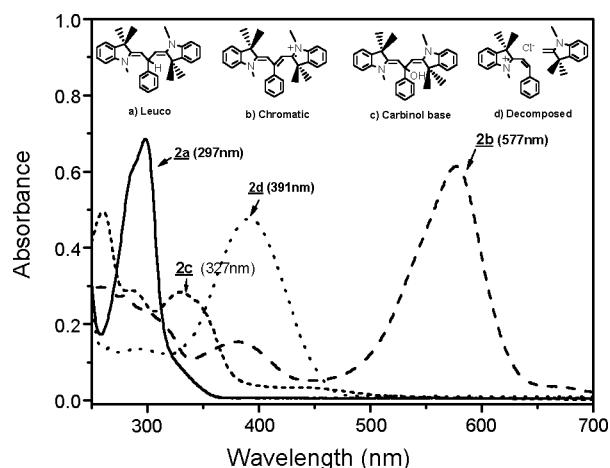 1.0
0.8
0.6
0.4
0.2
0.0
Absorbance
300
400
500
600
700
Wavelength (nm)
N
H
N
a) Leuco
N
+
N
b) Chromatic
N
OH
N
c) Carbinol base
Cl-
N
+
N
d) Decomposed
2a (297nm)
2b (577nm)
2d (391nm)
2c (327nm)